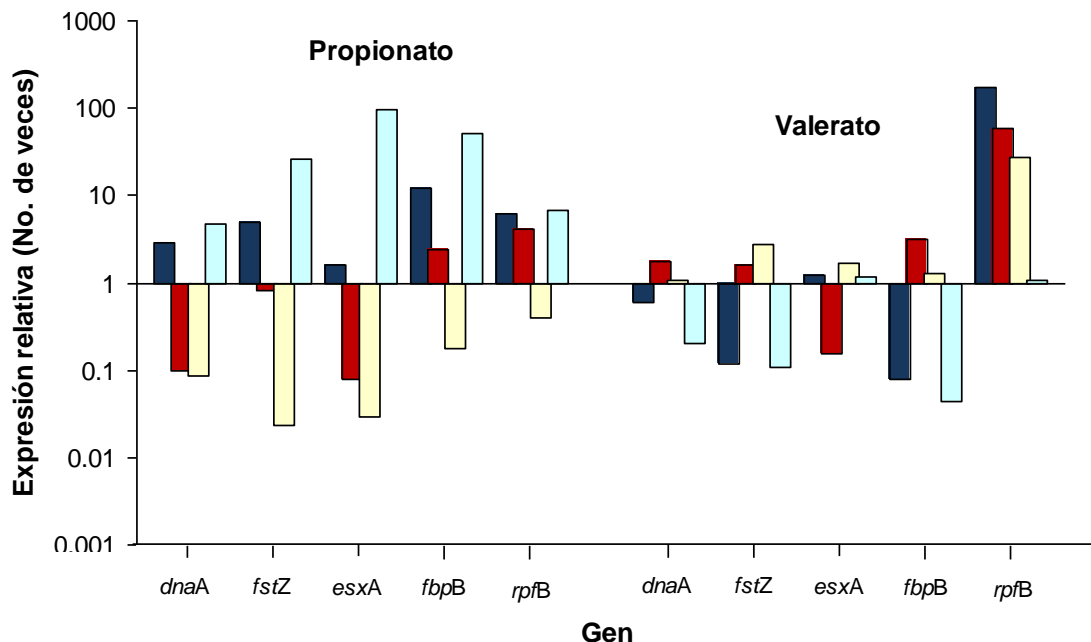 Expresión relativa (No. de veces)
1000
100
10
1
0.1
0.01
0.001
Propionato
Valerato
dnaA fstZ esxA fbpB rpfB dnaA fstZ esxA fbpB rpfB
Gen